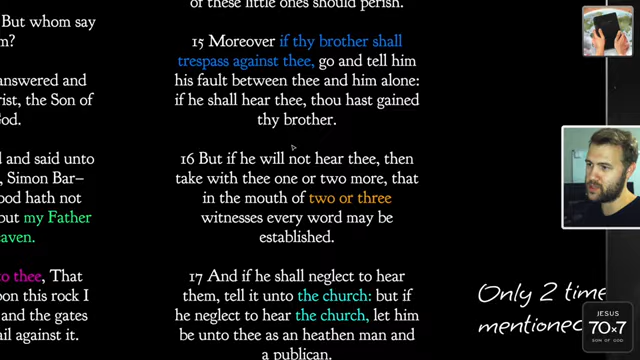 But whom say
m?
answered and
rist, the Son of
God.
d and said unto
, Simon Bar–
ood hath not
but my Father
eaven.
to thee, That
pon this rock I
and the gates
ail against it.
of these little ones should perish.
15 Moreover if thy brother shall
trespass against thee, go and tell him
his fault between thee and him alone:
if he shall hear thee, thou hast gained
thy brother.
16 But if he will not hear thee, then
take with thee one or two more, that
in the mouth of two or three
witnesses every word may be
established.
17 And if he shall neglect to hear
them, tell it unto the church: but if
he neglect to hear the church, let him
be unto thee as an heathen man and
a publican.
Only 2 time
mentione
JESUS
70x7
SON OF GOD